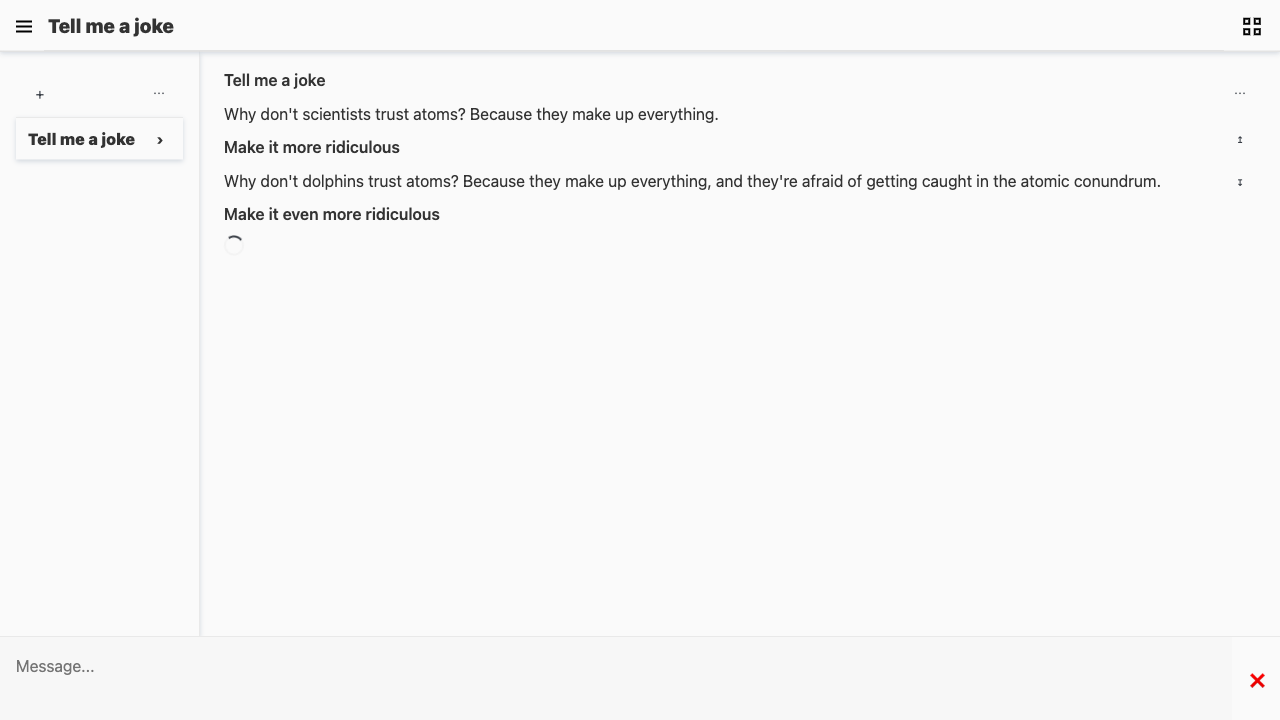 Tell me a joke
+ ...
Tell me a joke ›
Tell me a joke
...
Why don't scientists trust atoms? Because they make up everything.
Make it more ridiculous
↥
Why don't dolphins trust atoms? Because they make up everything, and they're afraid of getting caught in the atomic conundrum.
↧
Make it even more ridiculous
Message...